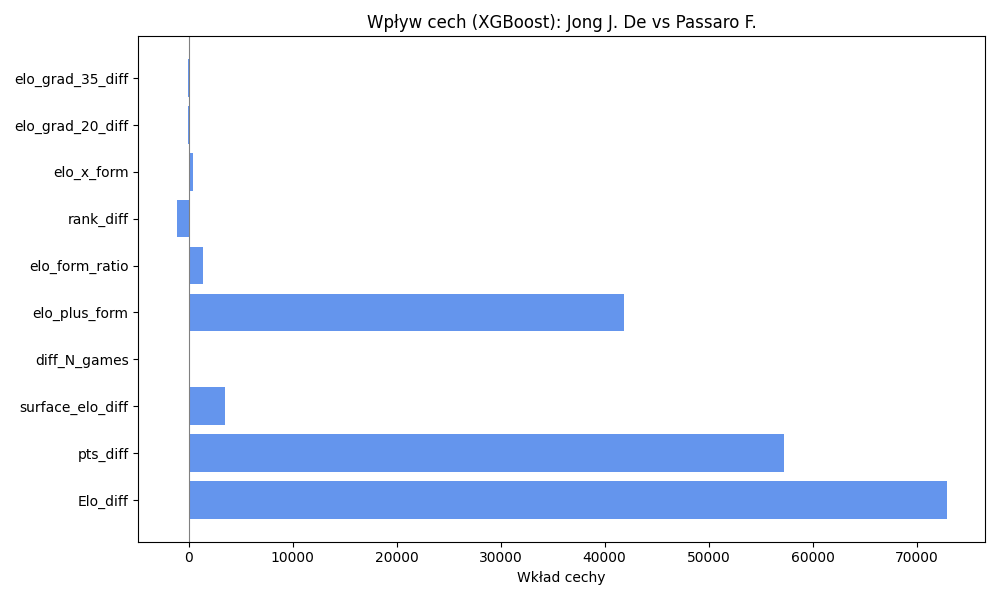 Wpływ cech (XGBoost): Jong J. De vs Passaro F.
elo_grad_35_diff
elo_grad_20_diff
elo_x_form
rank_diff
elo_form_ratio
elo_plus_form
diff_N_games
surface_elo_diff
pts_diff
Elo_diff
0 10000 20000 30000 40000 50000 60000 70000
Wkład cechy